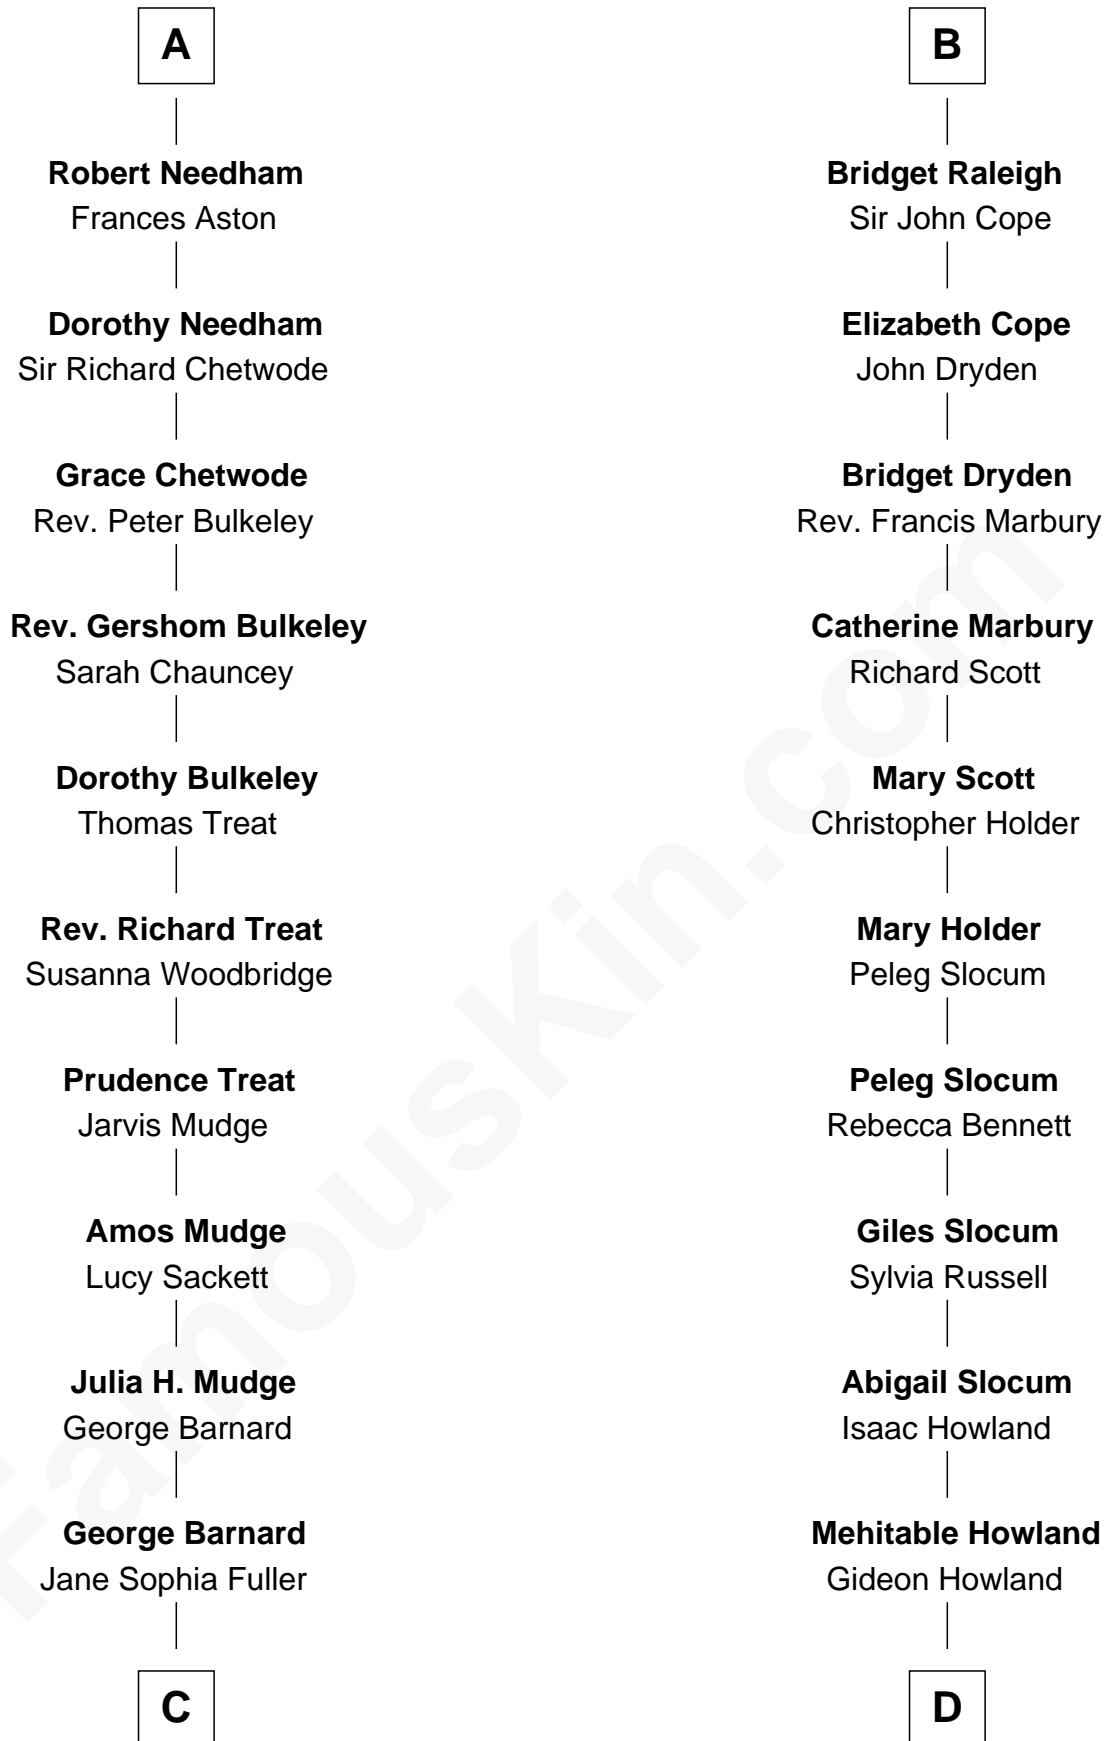 A
Robert Needham
Frances Aston
Dorothy Needham
Sir Richard Chetwode
Grace Chetwode
Rev. Peter Bulkeley
Rev. Gershom Bulkeley
Sarah Chauncey
Dorothy Bulkeley
Thomas Treat
Rev. Richard Treat
Susanna Woodbridge
Prudence Treat
Jarvis Mudge
Amos Mudge
Lucy Sackett
Julia H. Mudge
George Barnard
George Barnard
Jane Sophia Fuller
C
B
Bridget Raleigh
Sir John Cope
Elizabeth Cope
John Dryden
Bridget Dryden
Rev. Francis Marbury
Catherine Marbury
Richard Scott
Mary Scott
Christopher Holder
Mary Holder
Peleg Slocum
Peleg Slocum
Rebecca Bennett
Giles Slocum
Sylvia Russell
Abigail Slocum
Isaac Howland
Mehitable Howland
Gideon Howland
D
FamousKin.com